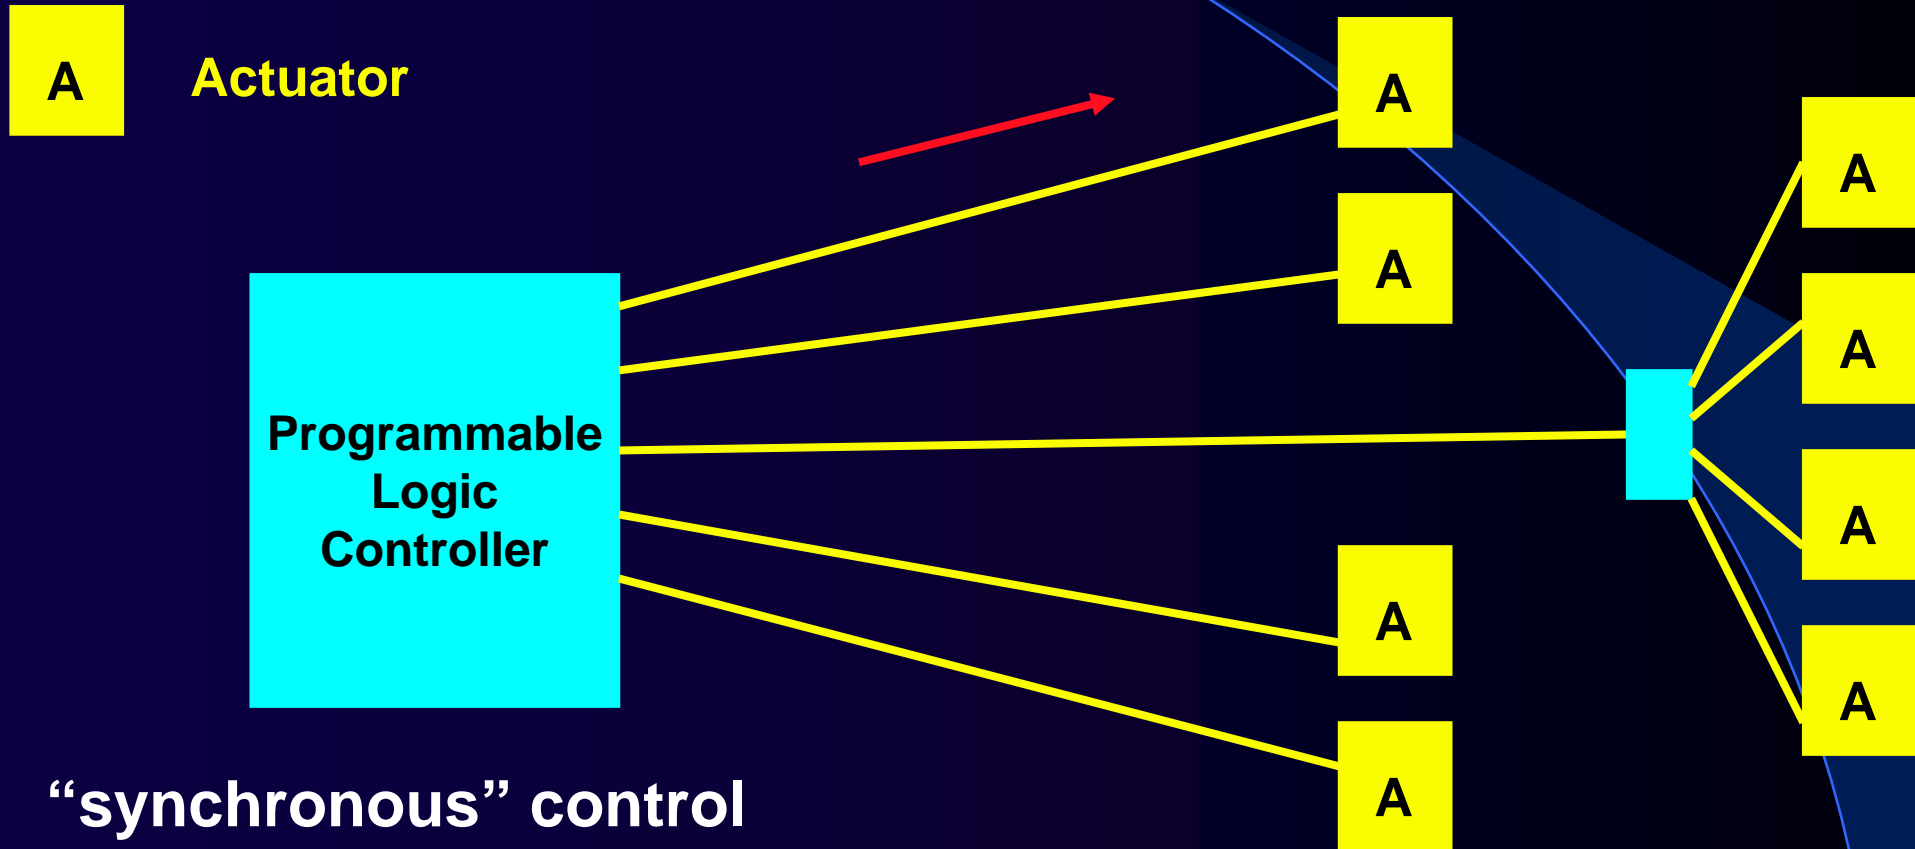 A
Actuator
A
A
A
A
Programmable
Logic
Controller
A
A
A
A
“synchronous” control